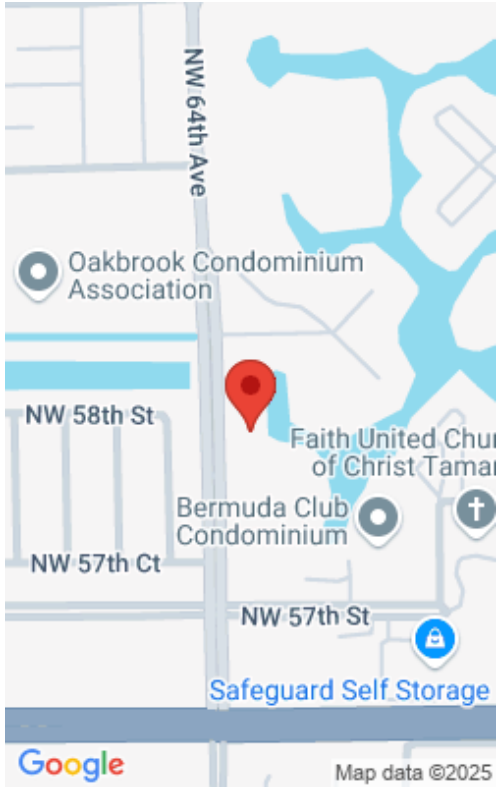 NW 64th Ave
Oakbrook Condominium
Association
NW 58th St
Faith United Chur
of Christ Tamar
Bermuda Club
Condominium
NW 57th Ct
NW 57th St
Safeguard Self Storage
Google
Map data ©2025